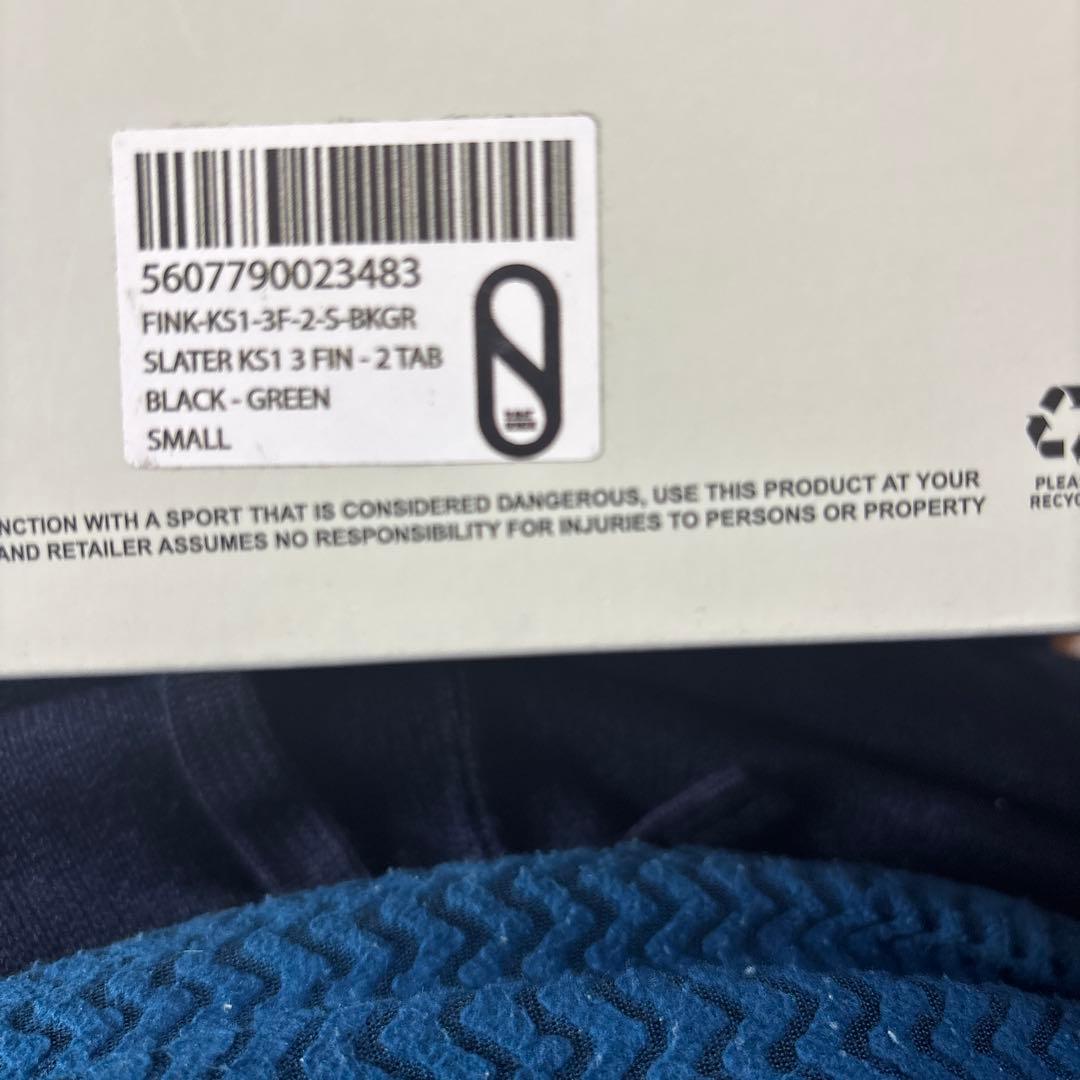 5607790023483
FINK-KS1-3F-2-S-BKGR
SLATER KS1 3 FIN - 2 TAB
BLACK - GREEN
SMALL
NCTION WITH A SPORT THAT IS CONSIDERED DANGEROUS, USE THIS PRODUCT AT YOUR
AND RETAILER ASSUMES NO RESPONSIBILITY FOR INJURIES TO PERSONS OR PROPERTY
PLEA
RECYC